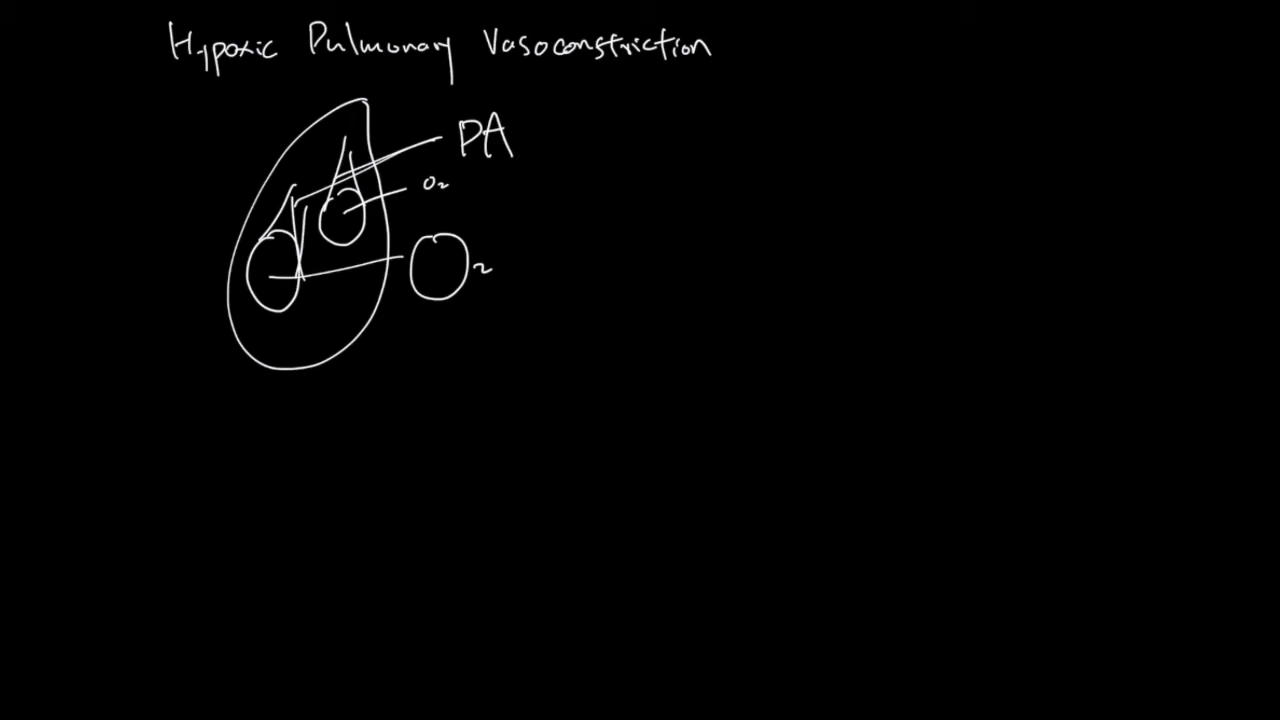 Hypoxic Pulmonary Vasoconstriction
PA
O₂
O₂